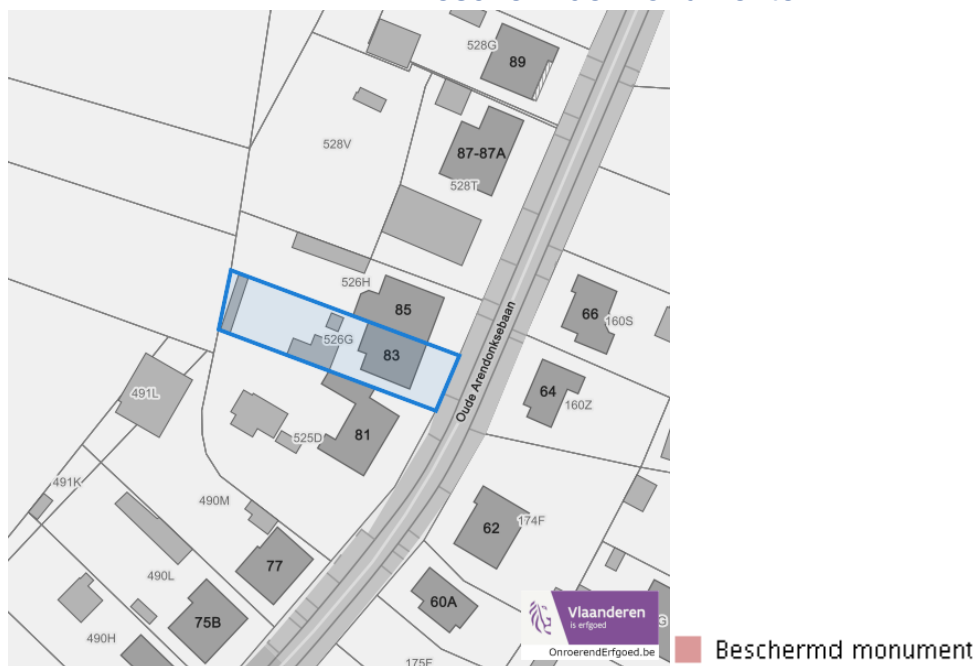 528G
89
528V
87-87A
528T
526H
85
66
160S
526G
83
Oude Arendonksebaan
64
160Z
491L
81
525D
491K
490M
62
174F
77
490L
60A
75B
490H
175F
Vlaanderen
is erfgoed
OnroerendErfgoed.be
Beschermd monument